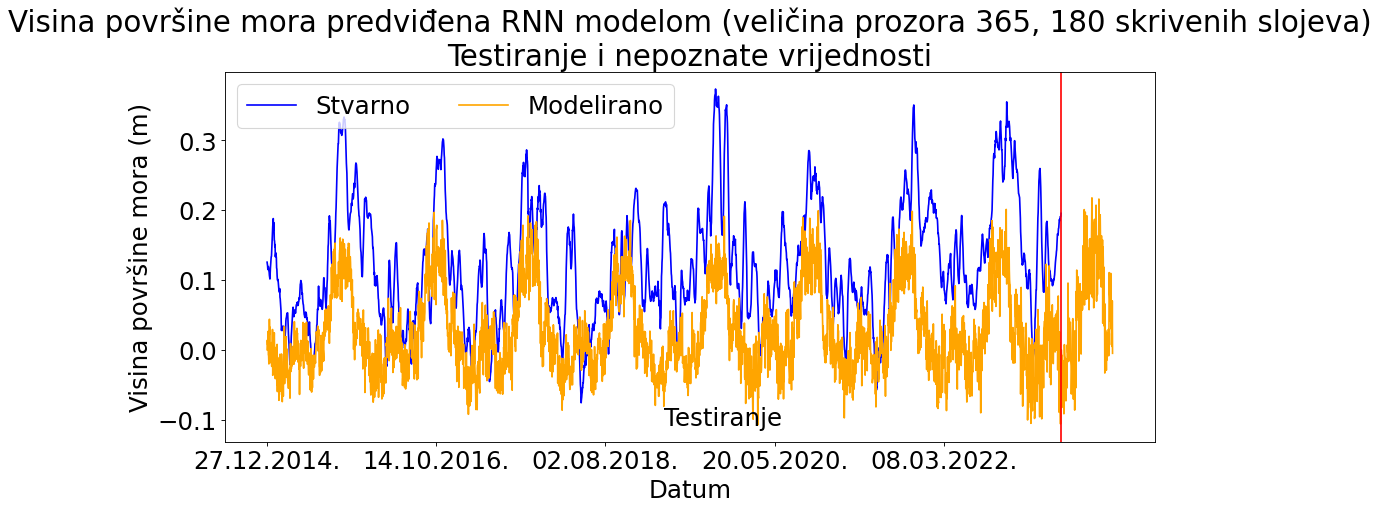 Visina površine mora predviđena RNN modelom (veličina prozora 365, 180 skrivenih slojeva)
Testiranje i nepoznate vrijednosti
Stvarno Modelirano
Visina površine mora (m)
0.3
0.2
0.1
0.0
−0.1
Testiranje
27.12.2014. 14.10.2016. 02.08.2018. 20.05.2020. 08.03.2022.
Datum